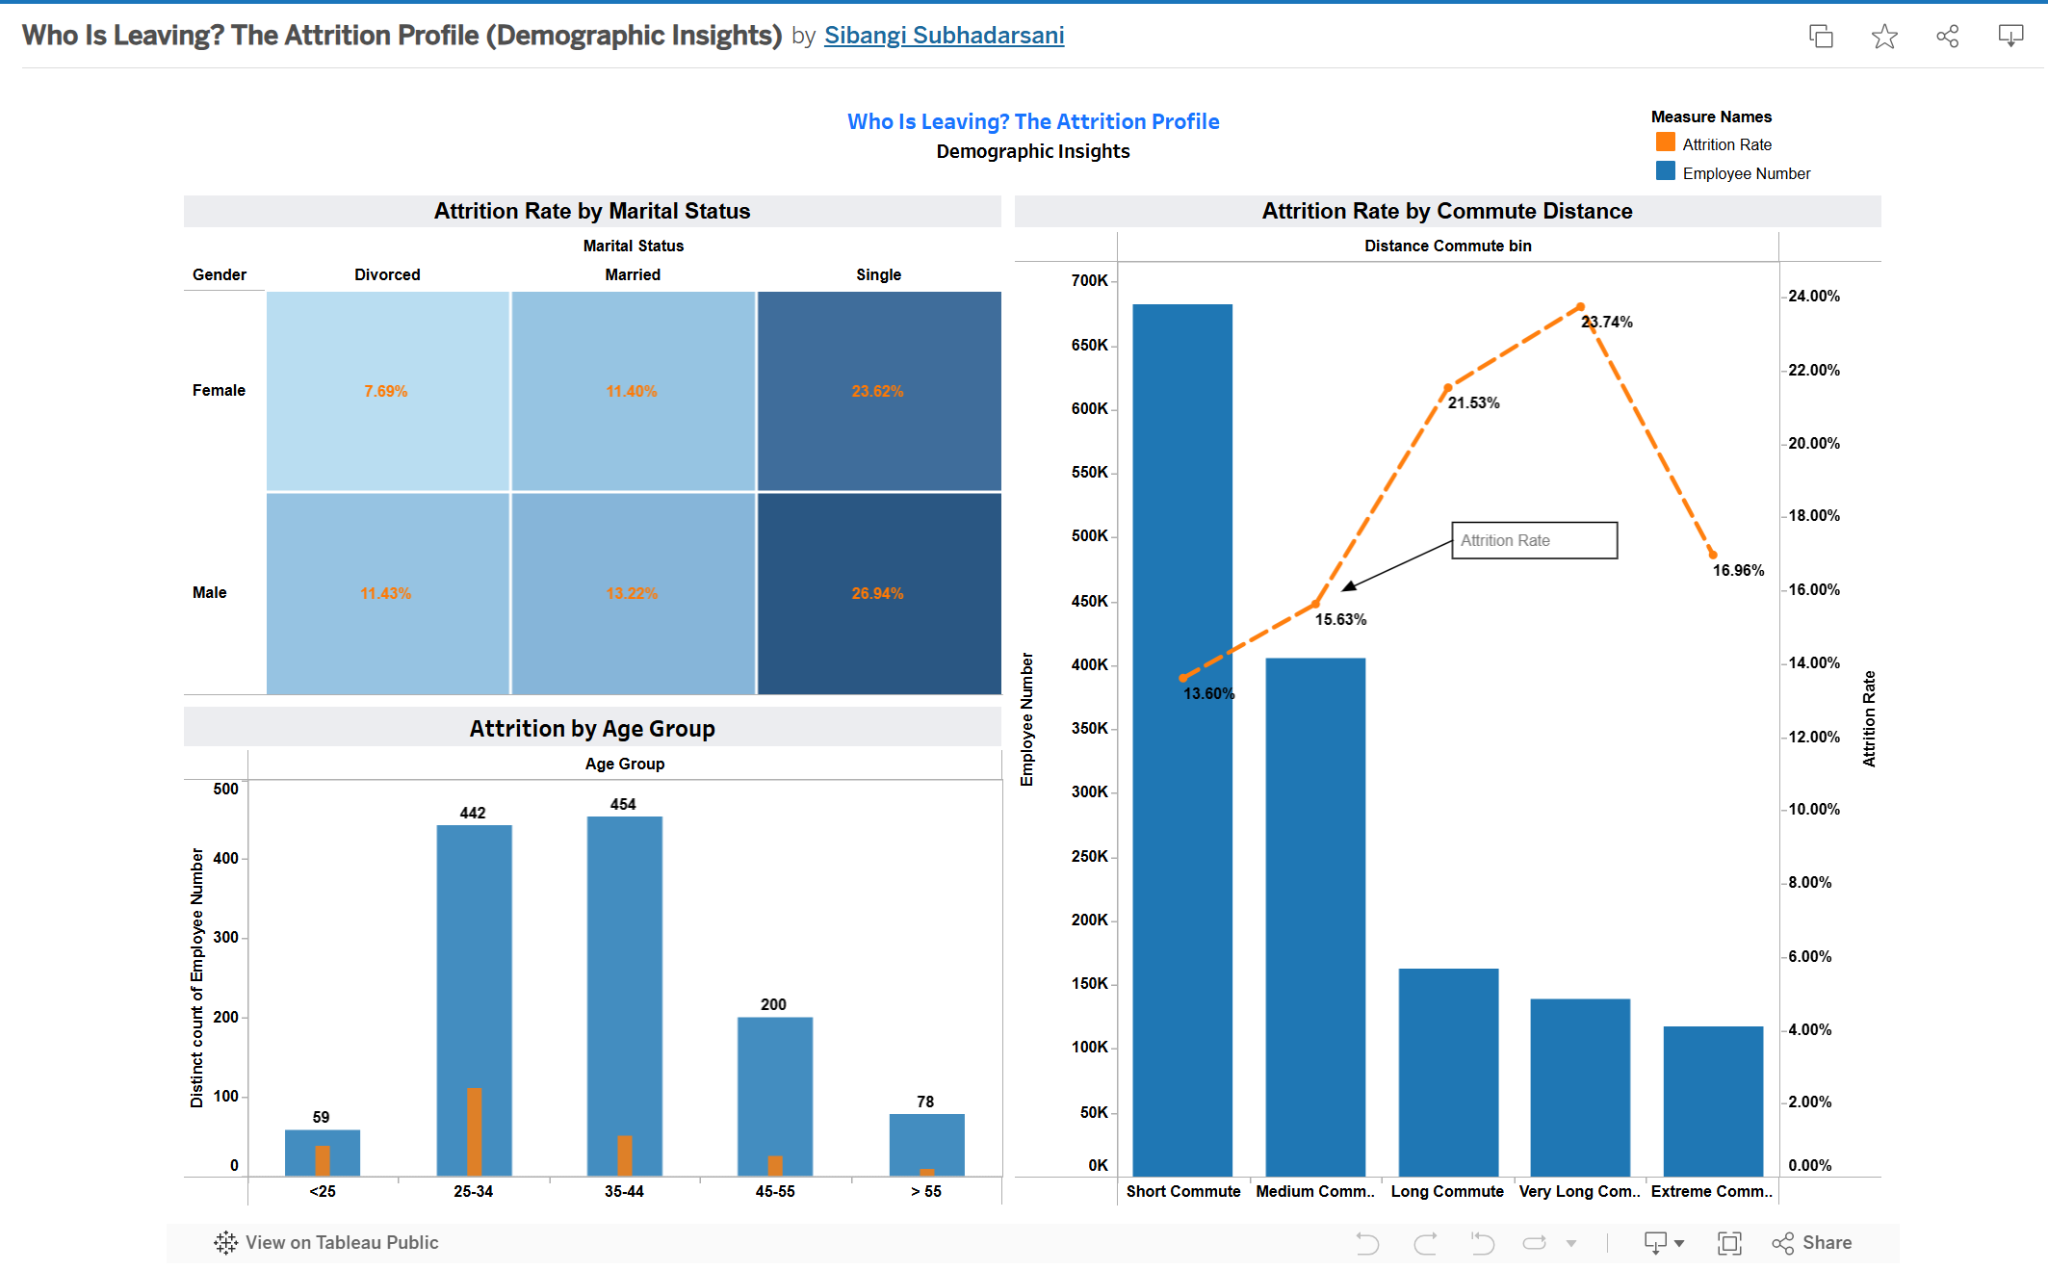 Who Is Leaving? The Attrition Profile (Demographic Insights) by Sibangi Subhadarsani
Who Is Leaving? The Attrition Profile
Demographic Insights
Measure Names
Attrition Rate
Employee Number
Attrition Rate by Marital Status
Marital Status
Gender Divorced Married Single
Female 7.69% 11.40% 23.62%
Male 11.43% 13.22% 26.94%
Attrition by Age Group
Age Group
Distinct count of Employee Number
500
400
300
200
100
0
59
442
454
200
78
<25 25-34 35-44 45-55 > 55
Attrition Rate by Commute Distance
Distance Commute bin
Employee Number
700K
650K
600K
550K
500K
450K
400K
350K
300K
250K
200K
150K
100K
50K
0K
13.60%
15.63%
21.53%
23.74%
16.96%
Attrition Rate
24.00%
22.00%
20.00%
18.00%
16.00%
14.00%
12.00%
10.00%
8.00%
6.00%
4.00%
2.00%
0.00%
Attrition Rate
Short Commute Medium Comm.. Long Commute Very Long Com.. Extreme Comm..
View on Tableau Public
Share